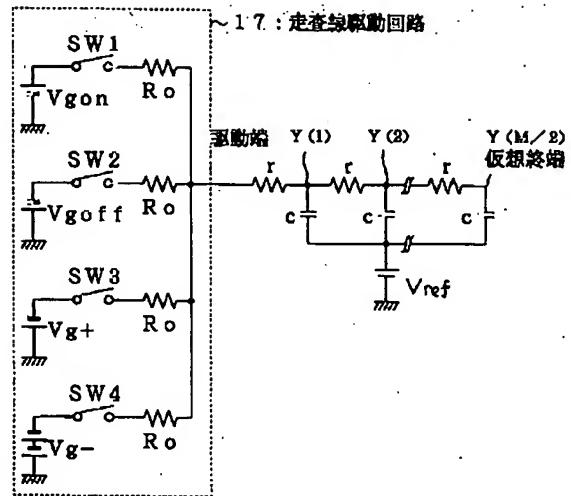 ~17:走査線駆動回路
SW1
Ro
Vgon
SW2
Ro
Vgoff
SW3
Ro
Vg+
SW4
Ro
Vg-
駆動端
Y(1)
Y(2)
Y(M/2)
仮想終端
r
r
r
c
c
c
Vref